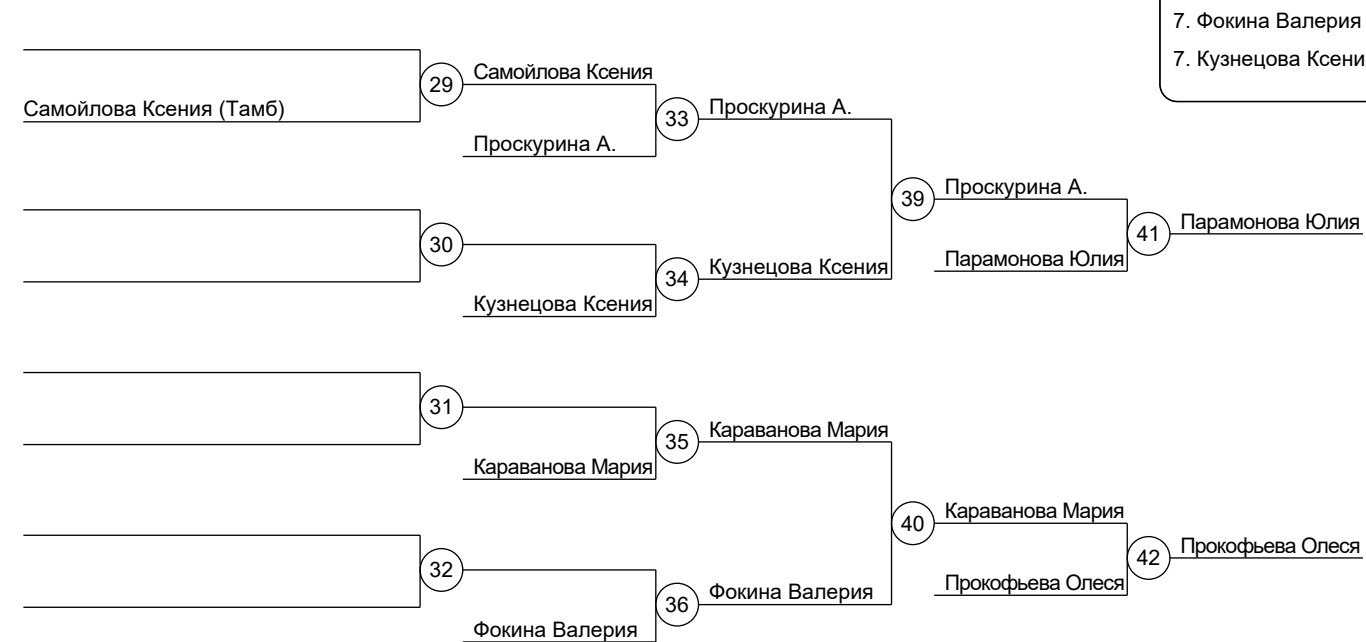 7. Фокина Валерия
7. Кузнецова Ксени
29
Самойлова Ксения
Самойлова Ксения (Тамб)
33
Проскурина А.
Проскурина А.
39
Проскурина А.
30
41
Парамонова Юлия
34
Кузнецова Ксения
Парамонова Юлия
Кузнецова Ксения
31
35
Караванова Мария
Караванова Мария
40
Караванова Мария
32
42
Прокофьева Олеся
36
Фокина Валерия
Прокофьева Олеся
Фокина Валерия